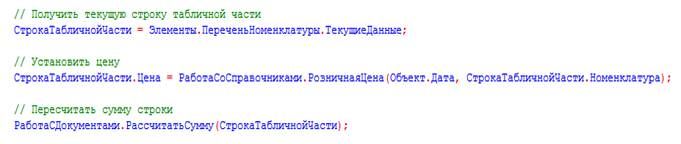 // Получить текущую строку табличной части
СтрокаТабличнойЧасти = Элементы.ПереченьНоменклатуры.ТекущиеДанные;
// Установить цену
СтрокаТабличнойЧасти.Цена = РаботаСоСправочниками.РозничнаяЦена(Объект.Дата, СтрокаТабличнойЧасти.Номенклатура);
// Пересчитать сумму строки
РаботаСДокументами.РассчитатьСумму(СтрокаТабличнойЧасти);